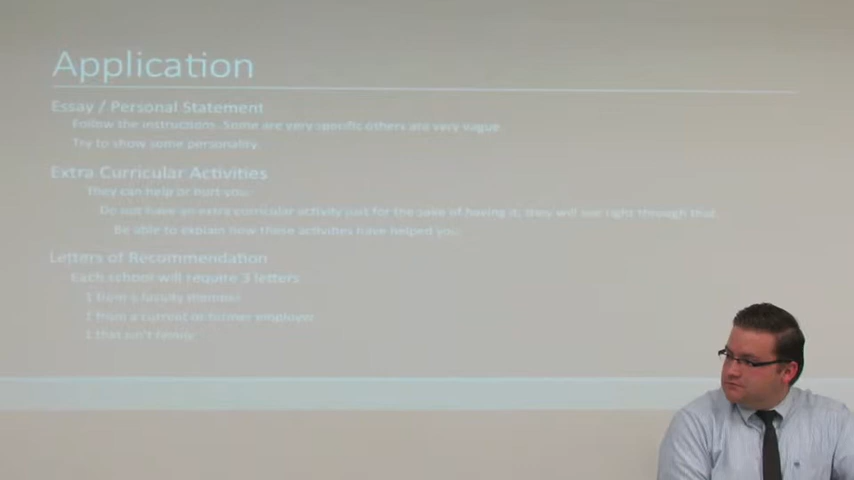 Application
Essay / Personal Statement
Follow the instructions. Some are very specific others are very vague
Try to show some personality.
Extra Curricular Activities
They can help or hurt you.
Do not have an extra curricular activity just for the sake of having it, they will see right through that.
Be able to explain how these activities have helped you
Letters of Recommendation
Each school will require 3 letters
1 from a faculty member
1 from a current or former employer
1 that isn't family